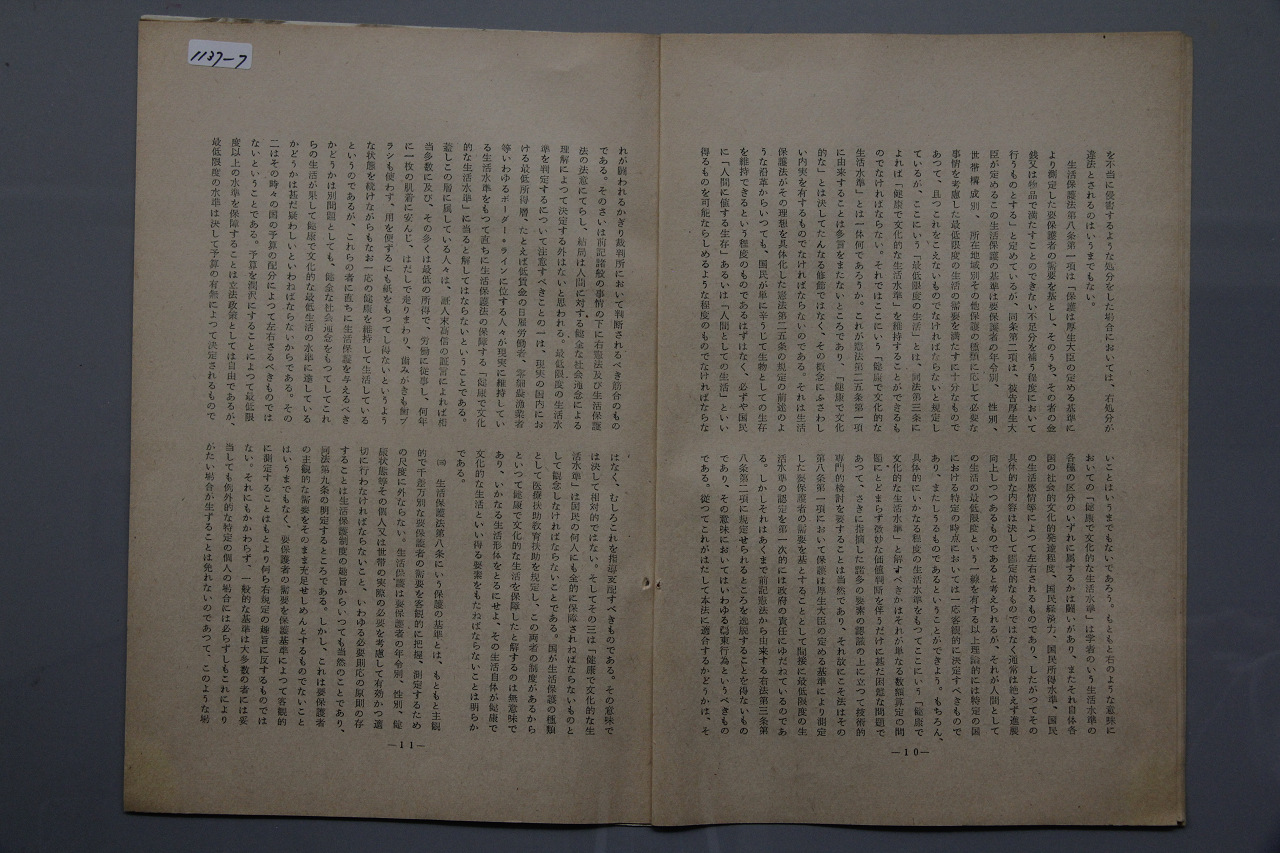 1137-7
を不当に侵害するような処分をした場合においては、右処分が
違法とされるのはいうまでもない。
生活保護法第八条第一項は「保護は厚生大臣の定める基準に
より測定した要保護者の需要を基とし、そのうち、その者の金
銭又は物品で満たすことのできない不足分を補う程度において
行うものとする」と定めているが、同条第二項は、被告厚生大
臣が定めるこの生活保護の基準は要保護者の年令別、性別、
世帯構成別、所在地域別その他保護の種類に応じて必要な
事情を考慮した最低限度の生活の需要を満たすに十分なもので
あつて、且つこれをこえないものでなければならないと規定し
ているが、ここにいう「最低限度の生活」とは、同法第三条に
よれば「健康で文化的な生活水準」を維持することができるも
のでなければならない。それではここにいう「健康で文化的な
生活水準」とは一体何であろうか。これが憲法第二五条第一項
に由来することは多言をまたないところであり、「健康で文化
的な」とは決してたんなる修飾ではなく、その概念にふさわし
い内実を有するものでなければならないのである。それは生活
保護法がその理想を具体化した憲法第二五条の規定の前述のよ
うな沿革からいつても、国民が単に辛うじて生物としての生存
を維持できるという程度のものであるはずはなく、必ずや国民
に「人間に値する生存」あるいは「人間としての生活」といい
得るものを可能ならしめるような程度のものでなければならな
いことはいうまでもないであろう。もともと右のような意味に
おいての「健康で文化的な生活水準」は学者のいう生活水準の
各種の区分のいずれに属するかは闘いがあり、またそれ自体各
国の社会的文化的発達程度、国民経済力、国民所得水準、国民
の生活感情等によつて左右されるものであり、したがつてその
具体的な内容は決して固定的なものではなく通常は絶えず進展
向上しつつあるものであると考えられるが、それが人間として
の生活の最低限度という一線を有する以上理論的には特定の国
における特定の時点においては一応客観的に決定すべきもので
あり、またしうるものであるということができよう。もちろん、
具体的にいかなる程度の生活水準をもつてここにいう「健康で
文化的な生活水準」と解すべきかはそれが単なる数額算定の問
題にとどまらず微妙な価値判断を伴うだけに甚だ困難な問題で
あつて、さきに指摘した諸多の要素の認識の上に立つて技術的
専門的検討を要することは当然であり、それ故にこそ法はその
第八条第一項において保護は厚生大臣の定める基準により測定
した要保護者の需要を基とすることとして間接に最低限度の生
活水準の認定を第一次的には政府の責任にゆだねているのであ
る。しかしそれはあくまで前記憲法から由来する右法第三条第
八条第二項に規定せられるところを逸脱することを得ないもの
であり、その意味においてはいわゆる羈束行為というべきもの
である。従つてこれがはたして本法に適合するかどうかは、そ
—10—
れが闘われるかぎり裁判所において判断されるべき筋合のもの
である。そのさいは前記諸般の事情の下に右憲法及び生活保護
法の法意にてらし、結局は人間に対する健全な社会通念による
理解によつて決定する外はないと思われる。最低限度の生活水
準を判定するについて注意すべきことの一は、現実の国内にお
ける最低所得層、たとえば低賃金の日雇労働者、零細農漁業者
等いわゆるボーダー・ラインに位する人々が現実に維持してい
る生活水準をもつて直ちに生活保護法の保障する「健康で文化
的な生活水準」に当ると解してはならないということである。
蓋しこの層に属している人々は、証人末高信の証言によれば相
当多数に及び、その多くは最低の所得で、労働に従事し、何年
に一枚の肌着に安んじ、はだしで走りまわり、歯みがきも歯ブ
ラシも使わず、用を便ずるにも紙をもつてし得ないというよう
な状態を続けながらもなお一応の健康を維持して生活している
というのであるが、これらの者に直ちに生活保護を与えるべき
かどうかは別問題としても、健全な社会通念をもつてしてこれ
らの生活が果して健康で文化的な最低生活の水準に達している
かどうかは甚だ疑わしいといわねばならないからである。その
二はその時々の国の予算の配分によつて左右さるべきものでは
ないということである。予算を潤沢にすることによつて最低限
度以上の水準を保障することは立法政策としては自由であるが、
最低限度の水準は決して予算の有無によつて決定されるもので
はなく、むしろこれを指導支配すべきものである。その意味で
は決して相対的ではない。そしてその三は「健康で文化的な生
活水準」は国民の何人にも全的に保障されねばならないものと
して観念しなければならないことである。国が生活保護の種類
として医療扶助教育扶助を規定し、この両者の制度があるから
といつて健康で文化的な生活を保障したと解するのは無意味で
あり、いかなる生活形体をとるにせよ、その生活自体が健康で
文化的な生活といい得る要素をもたねばならないことは明らか
である。
㈢ 生活保護法第八条にいう保護の基準とは、もともと主観
的で千差万別な要保護者の需要を客観的に把握、測定するため
の尺度に外ならない。生活保護は要保護者の年令別、性別、健
康状態等その個人又は世帯の実際の必要を考慮して有効かつ適
切に行わなければならないこと、いわゆる必要即応の原則の存
することは生活保護制度の趣旨からいつても当然のことであり、
同法第九条の明定するところである。しかし、これは要保護者
の主観的な需要をそのまま充足せしめんとするものでないこと
はいうまでもなく、要保護者の需要を保護基準によつて客観的
に測定することはもとより何ら右規定の趣旨に反するものでは
ない。それにもかかわらず、一般的な基準は大多数の者には妥
当しても例外的な特定の個人の場合には必らずしもこれにより
がたい場合が生ずることは免れないのであつて、このような場
—11—